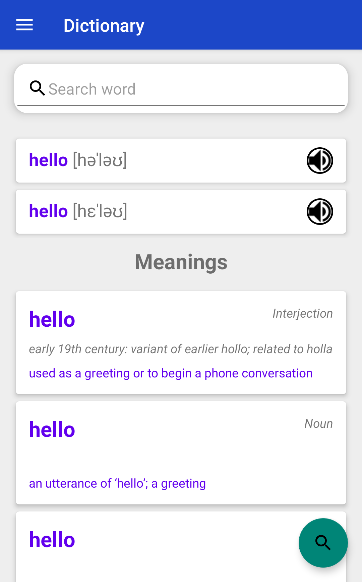 Dictionary
Search word
hello [həˈləʊ]
hello [hɛˈləʊ]
Meanings
hello
Interjection
early 19th century: variant of earlier hollo; related to holla
used as a greeting or to begin a phone conversation
hello
Noun
an utterance of ‘hello’; a greeting
hello